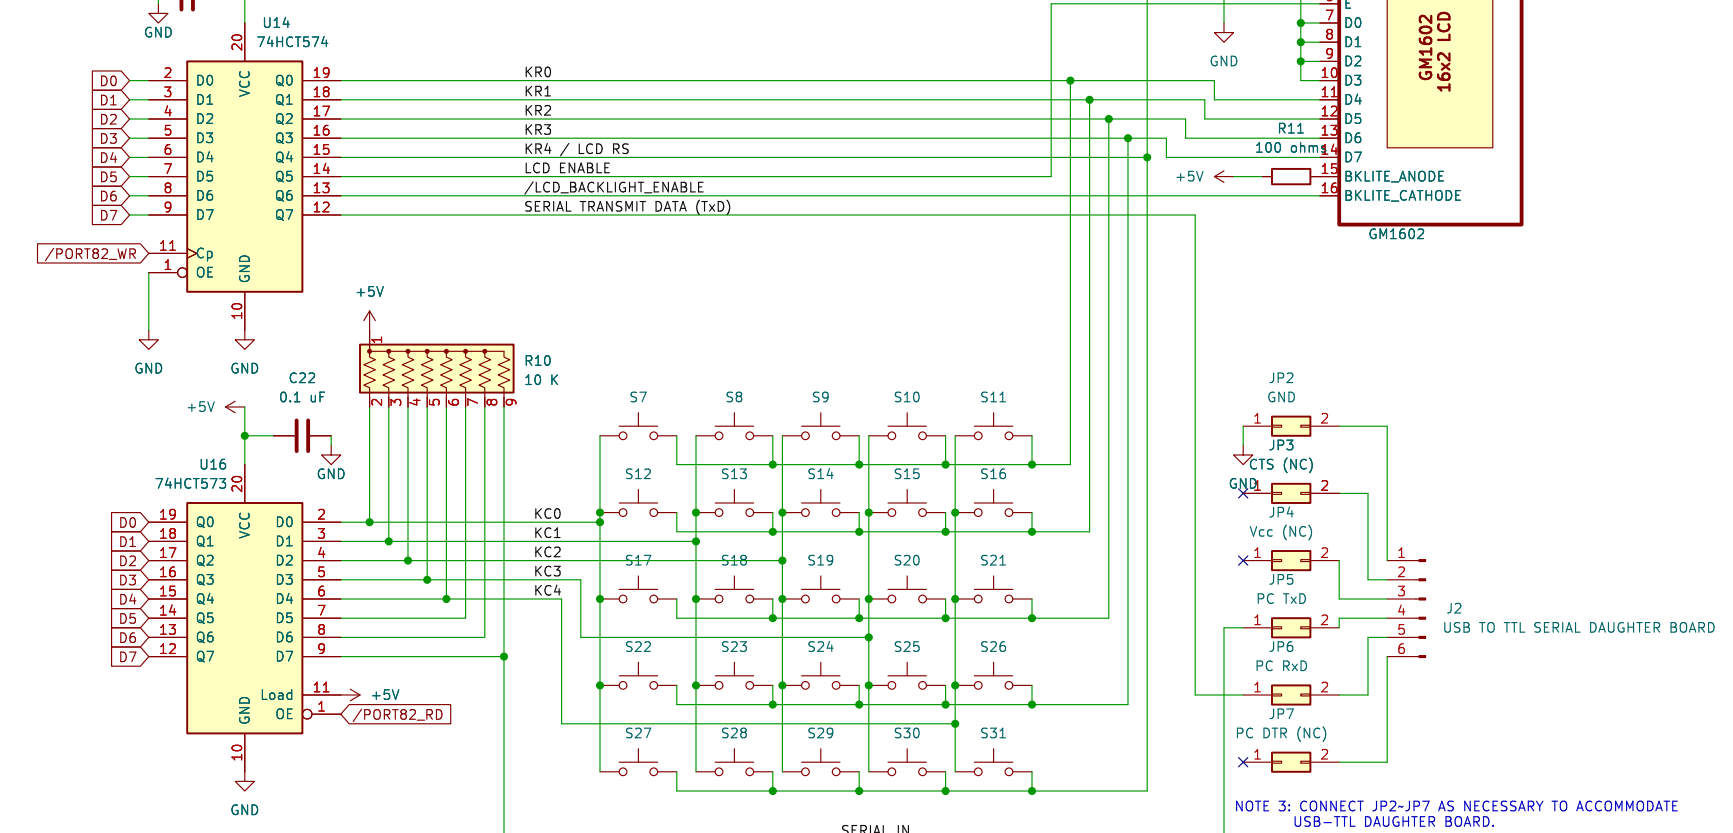 GND
U14
74HCT574
20
VCC
D0 2 D0 Q0 19 KR0
D1 3 D1 Q1 18 KR1
D2 4 D2 Q2 17 KR2
D3 5 D3 Q3 16 KR3
D4 6 D4 Q4 15 KR4 / LCD RS
D5 7 D5 Q5 14 LCD ENABLE
D6 8 D6 Q6 13 /LCD_BACKLIGHT_ENABLE
D7 9 D7 Q7 12 SERIAL TRANSMIT DATA (TxD)
/PORT82_WR 11 Cp
1 OE
GND
10
GND
GND
GND
E
7 D0
8 D1
9 D2
10 D3
11 D4
12 D5
13 D6
14 D7
15 BKLITE_ANODE
16 BKLITE_CATHODE
GM1602
16x2 LCD
GM1602
R11
100 ohms
+5V
+5V
1
R10
10 K
2 3 4 5 6 7 8 9
C22
0.1 uF
+5V
GND
U16
74HCT573
20
VCC
D0 19 Q0 D0 2 KC0
D1 18 Q1 D1 3 KC1
D2 17 Q2 D2 4 KC2
D3 16 Q3 D3 5 KC3
D4 15 Q4 D4 6 KC4
D5 14 Q5 D5 7
D6 13 Q6 D6 8
D7 12 Q7 D7 9
Load 11 +5V
OE 1 /PORT82_RD
GND
10
GND
S7 S8 S9 S10 S11
S12 S13 S14 S15 S16
S17 S18 S19 S20 S21
S22 S23 S24 S25 S26
S27 S28 S29 S30 S31
SERIAL IN
JP2
GND
1 2
GND
JP3
CTS (NC)
1 2
JP4
Vcc (NC)
1 2
JP5
PC TxD
1 2
JP6
PC RxD
1 2
JP7
PC DTR (NC)
1 2
1
2
3
4
5
6
J2
USB TO TTL SERIAL DAUGHTER BOARD
NOTE 3: CONNECT JP2~JP7 AS NECESSARY TO ACCOMMODATE
USB-TTL DAUGHTER BOARD.